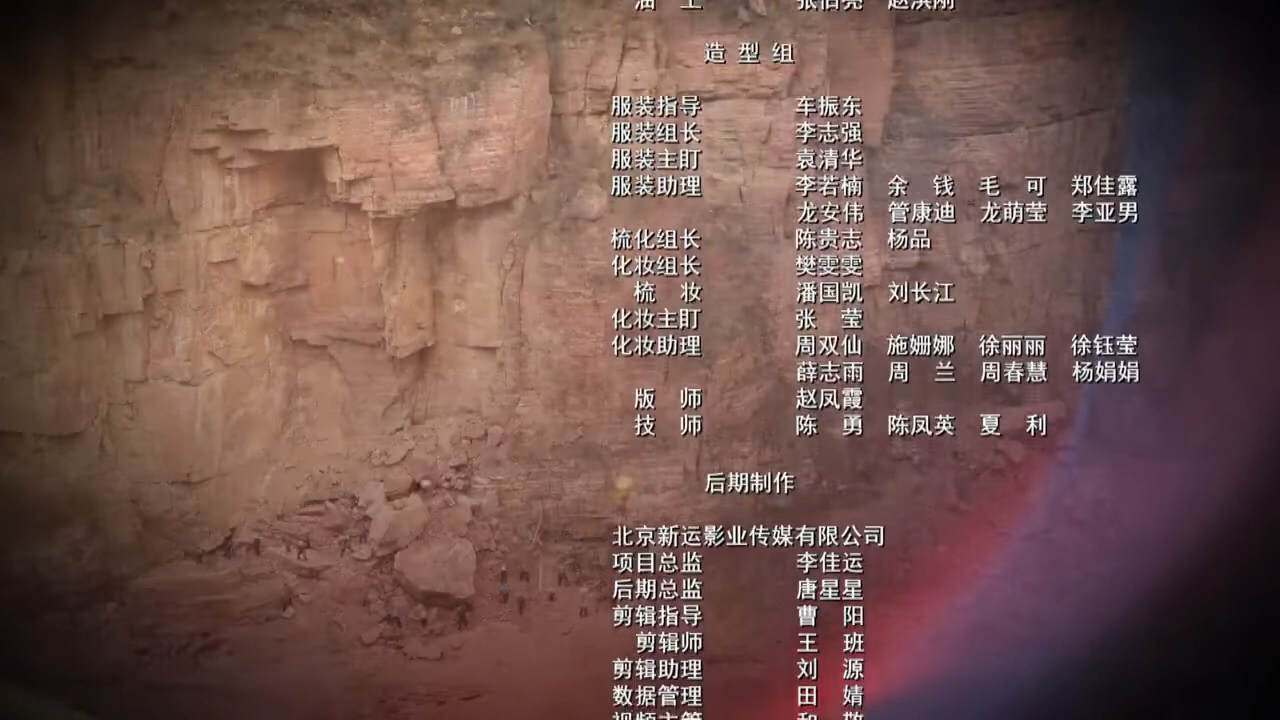 造 型 组
服装指导 车振东
服装组长 李志强
服装主盯 袁清华
服装助理 李若楠 余 钱 毛 可 郑佳露
龙安伟 管康迪 龙萌莹 李亚男
梳化组长 陈贵志 杨品
化妆组长 樊雯雯
梳 妆 潘国凯 刘长江
化妆主盯 张 莹
化妆助理 周双仙 施姗娜 徐丽丽 徐钰莹
薛志雨 周 兰 周春慧 杨娟娟
版 师 赵凤霞
技 师 陈 勇 陈凤英 夏 利
后期制作
北京新运影业传媒有限公司
项目总监 李佳运
后期总监 唐星星
剪辑指导 曹 阳
剪辑师 王 班
剪辑助理 刘 源
数据管理 田 婧